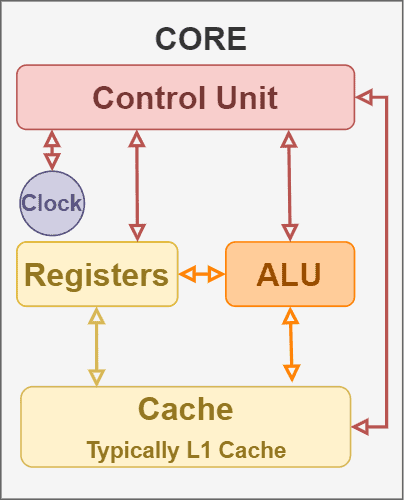 CORE
Control Unit
Clock
Registers
ALU
Cache
Typically L1 Cache